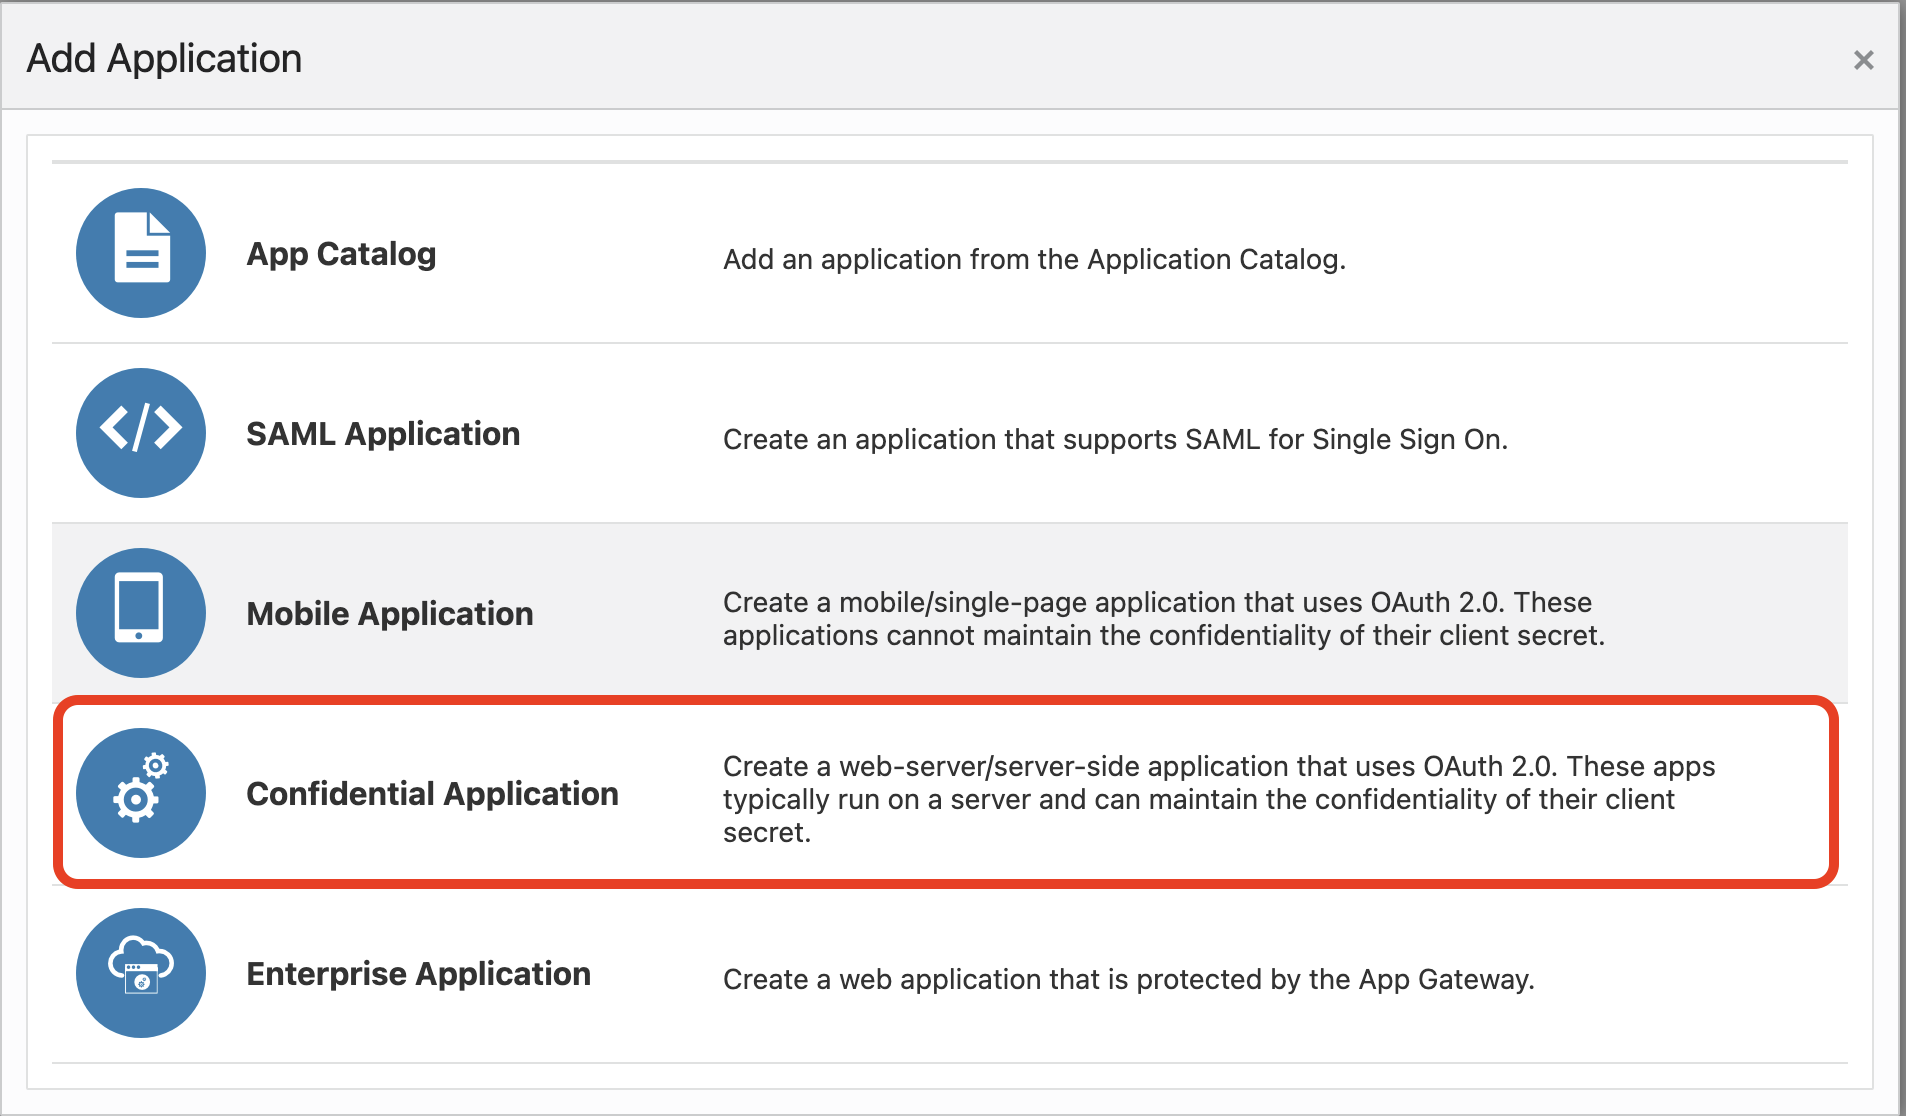 Add Application
App Catalog
Add an application from the Application Catalog.
SAML Application
Create an application that supports SAML for Single Sign On.
Mobile Application
Create a mobile/single-page application that uses OAuth 2.0. These
applications cannot maintain the confidentiality of their client secret.
Confidential Application
Create a web-server/server-side application that uses OAuth 2.0. These apps
typically run on a server and can maintain the confidentiality of their client
secret.
Enterprise Application
Create a web application that is protected by the App Gateway.